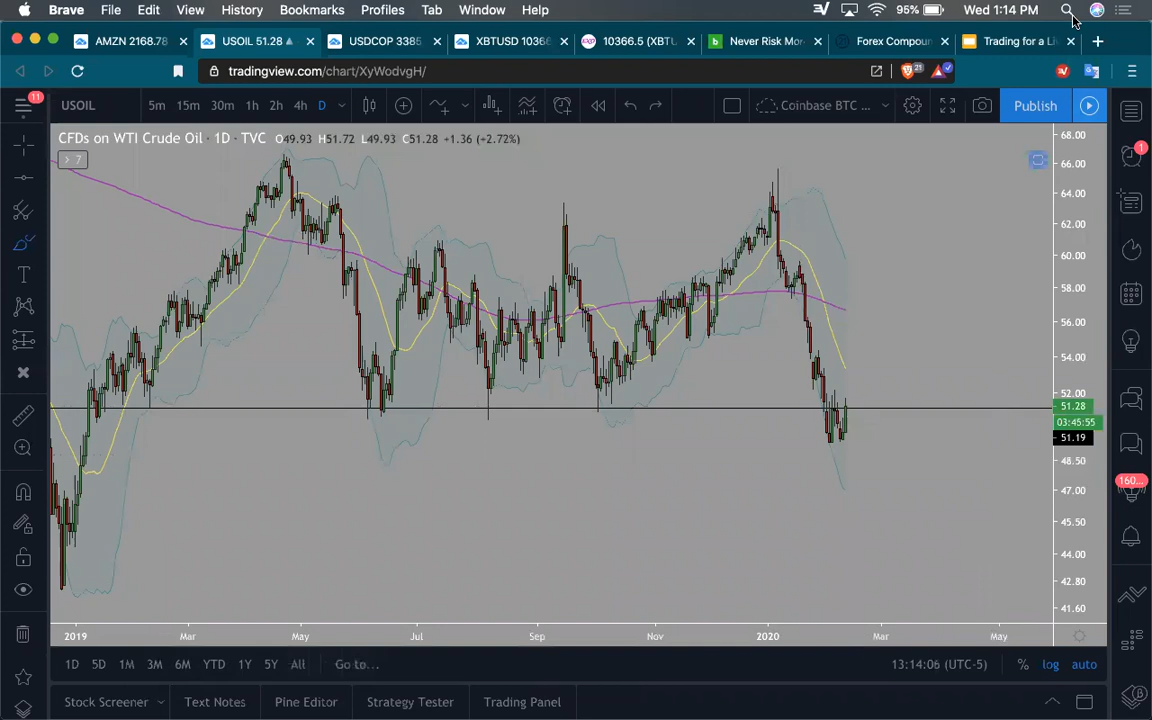 Brave File Edit View History Bookmarks Profiles Tab Window Help 95% Wed 1:14 PM
AMZN 2168.78 USOIL 51.28 USDCOP 3385 XBTUSD 10366 10366.5 (XBTU Never Risk Mor Forex Compoun Trading for a Li
tradingview.com/chart/XyWodvgH/ 21
11 USOIL 5m 15m 30m 1h 2h 4h D Coinbase BTC ... Publish
CFDs on WTI Crude Oil · 1D · TVC O49.93 H51.72 L49.93 C51.28 +1.36 (+2.72%)
7
68.00
66.00
64.00
62.00
60.00
58.00
56.00
54.00
52.00
51.28
03:45:55
51.19
48.50
47.00
45.50
44.00
42.80
41.60
1
160...
2019 Mar May Jul Sep Nov 2020 Mar May
1D 5D 1M 3M 6M YTD 1Y 5Y All Go to... 13:14:06 (UTC-5) % log auto
Stock Screener Text Notes Pine Editor Strategy Tester Trading Panel